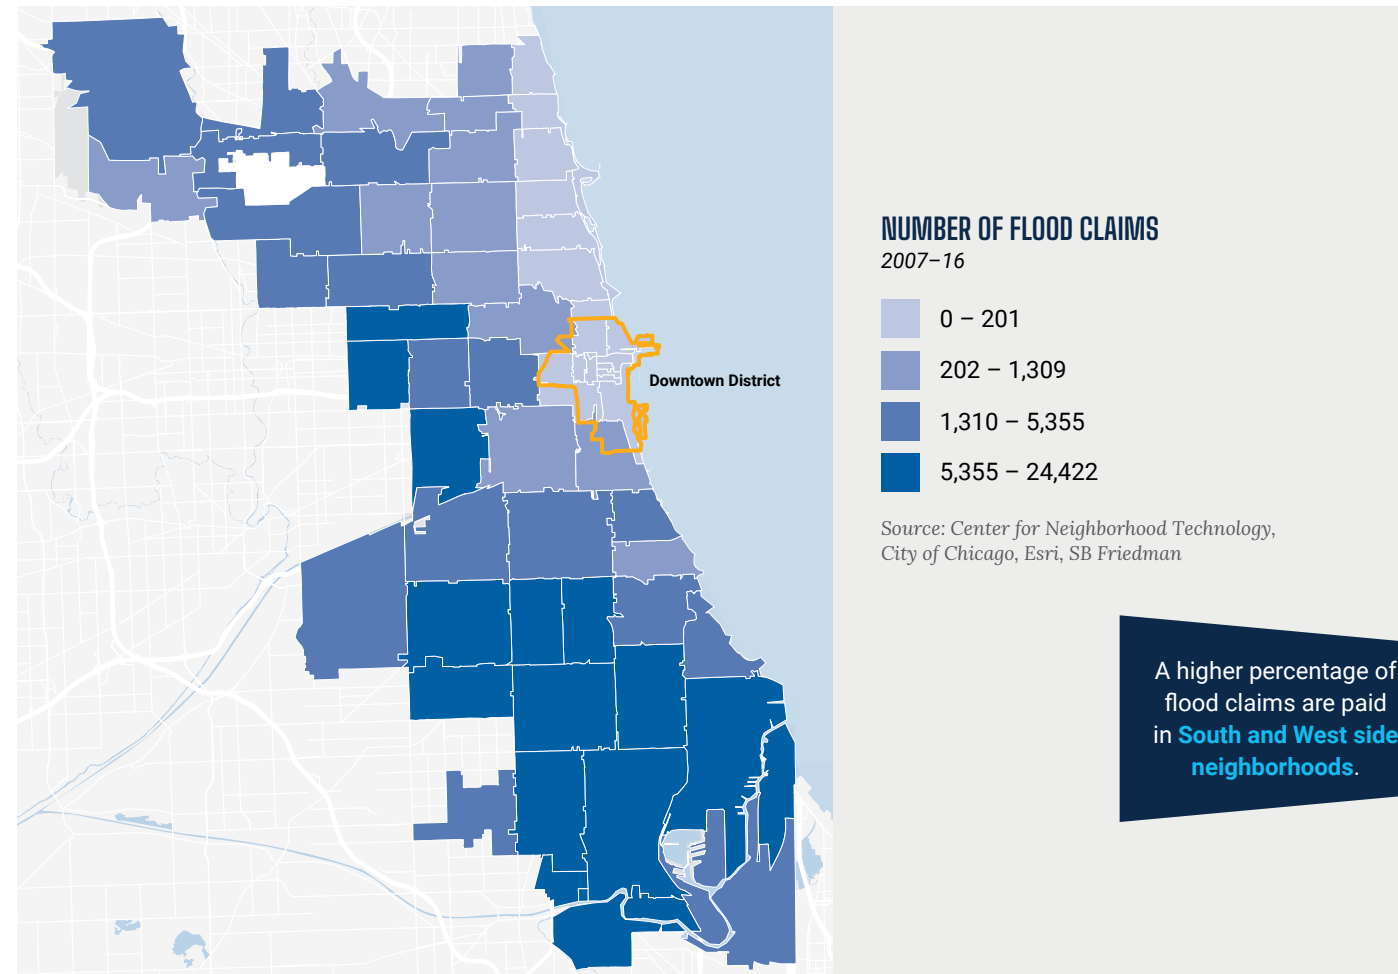 Downtown District
NUMBER OF FLOOD CLAIMS
2007–16
0 – 201
202 – 1,309
1,310 – 5,355
5,355 – 24,422
Source: Center for Neighborhood Technology,
City of Chicago, Esri, SB Friedman
A higher percentage of
flood claims are paid
in South and West side
neighborhoods.